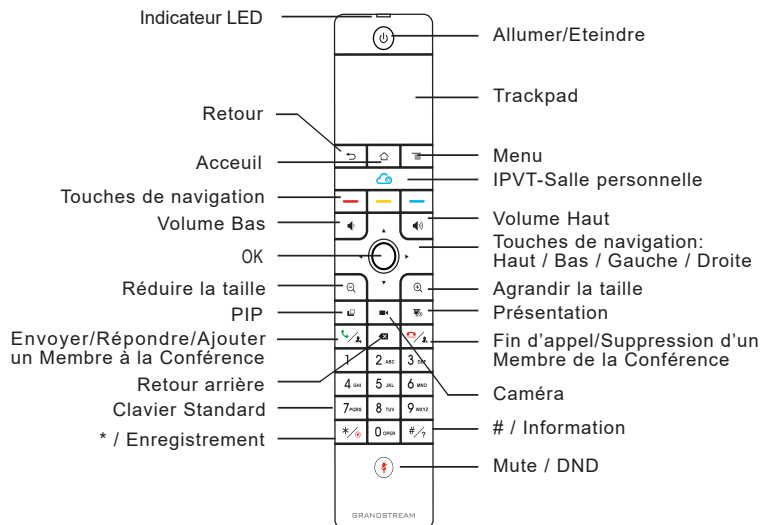 Indicateur LED
Allumer/Eteindre
Trackpad
Retour
Acceuil
Menu
IPVT-Salle personnelle
Touches de navigation
Volume Bas
Volume Haut
OK
Touches de navigation:
Haut / Bas / Gauche / Droite
Réduire la taille
Agrandir la taille
PIP
Présentation
Envoyer/Répondre/Ajouter
un Membre à la Conférence
Fin d’appel/Suppression d’un
Membre de la Conférence
Retour arrière
Caméra
Clavier Standard
* / Enregistrement
# / Information
Mute / DND
1 2 ABC 3 DEF
4 GHI 5 JKL 6 MNO
7 PQRS 8 TUV 9 WXYZ
*/ 0 OPER #/?
GRANDSTREAM